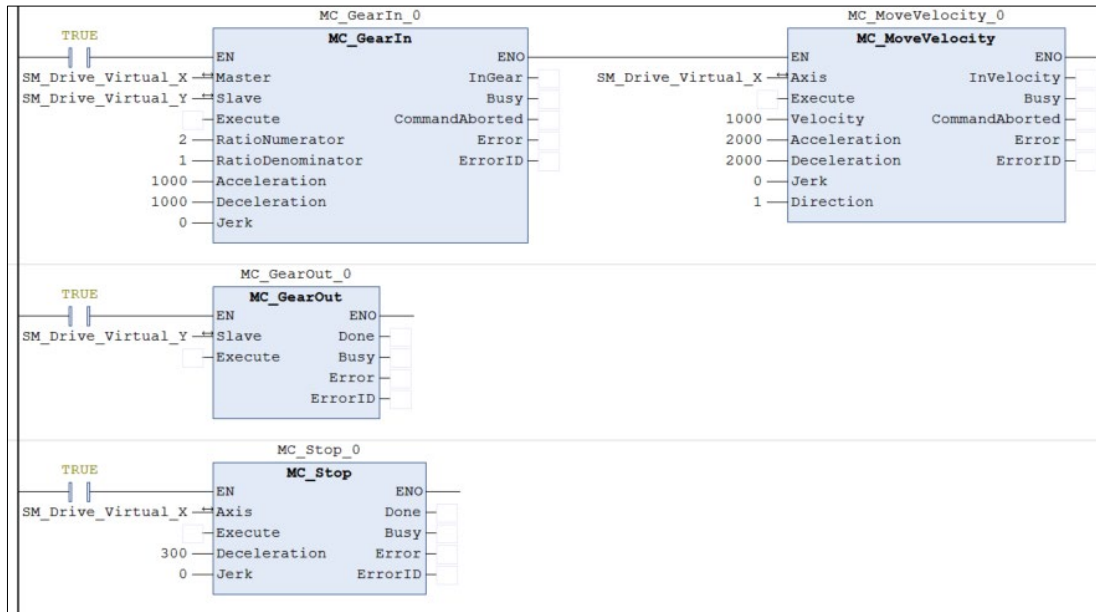 MC_GearIn_0 MC_MoveVelocity_0
TRUE MC_GearIn MC_MoveVelocity
EN ENO EN ENO
SM_Drive_Virtual_X Master InGear SM_Drive_Virtual_X Axis InVelocity
SM_Drive_Virtual_Y Slave Busy Execute Busy
Execute CommandAborted 1000 Velocity CommandAborted
2 RatioNumerator Error 2000 Acceleration Error
1 RatioDenominator ErrorID 2000 Deceleration ErrorID
1000 Acceleration 0 Jerk
1000 Deceleration 1 Direction
0 Jerk
MC_GearOut_0
TRUE MC_GearOut
EN ENO
SM_Drive_Virtual_Y Slave Done
Execute Busy
Error
ErrorID
MC_Stop_0
TRUE MC_Stop
EN ENO
SM_Drive_Virtual_X Axis Done
Execute Busy
300 Deceleration Error
0 Jerk ErrorID